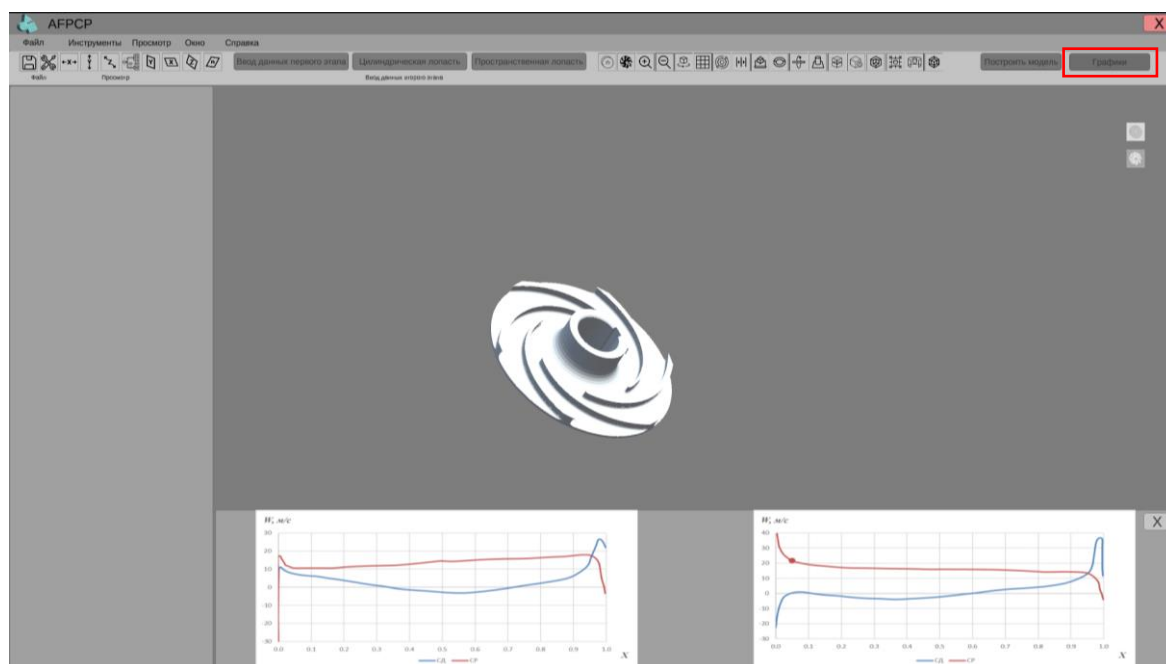 AFPCP
X
Файл Инструменты Просмотр Окно Справка
Ввод данных первого этапа Цилиндрическая лопасть Пространственная лопасть Построить модель Графики
Файл Просмотр Ввод данных второго этапа
X
W, м/с
30
20
10
0
-10
-20
-30
0.0 0.1 0.2 0.3 0.4 0.5 0.6 0.7 0.8 0.9 1.0 X
СД СР
W, м/с
40
30
20
10
0
-10
-20
-30
0.0 0.1 0.2 0.3 0.4 0.5 0.6 0.7 0.8 0.9 1.0 X
СД СР